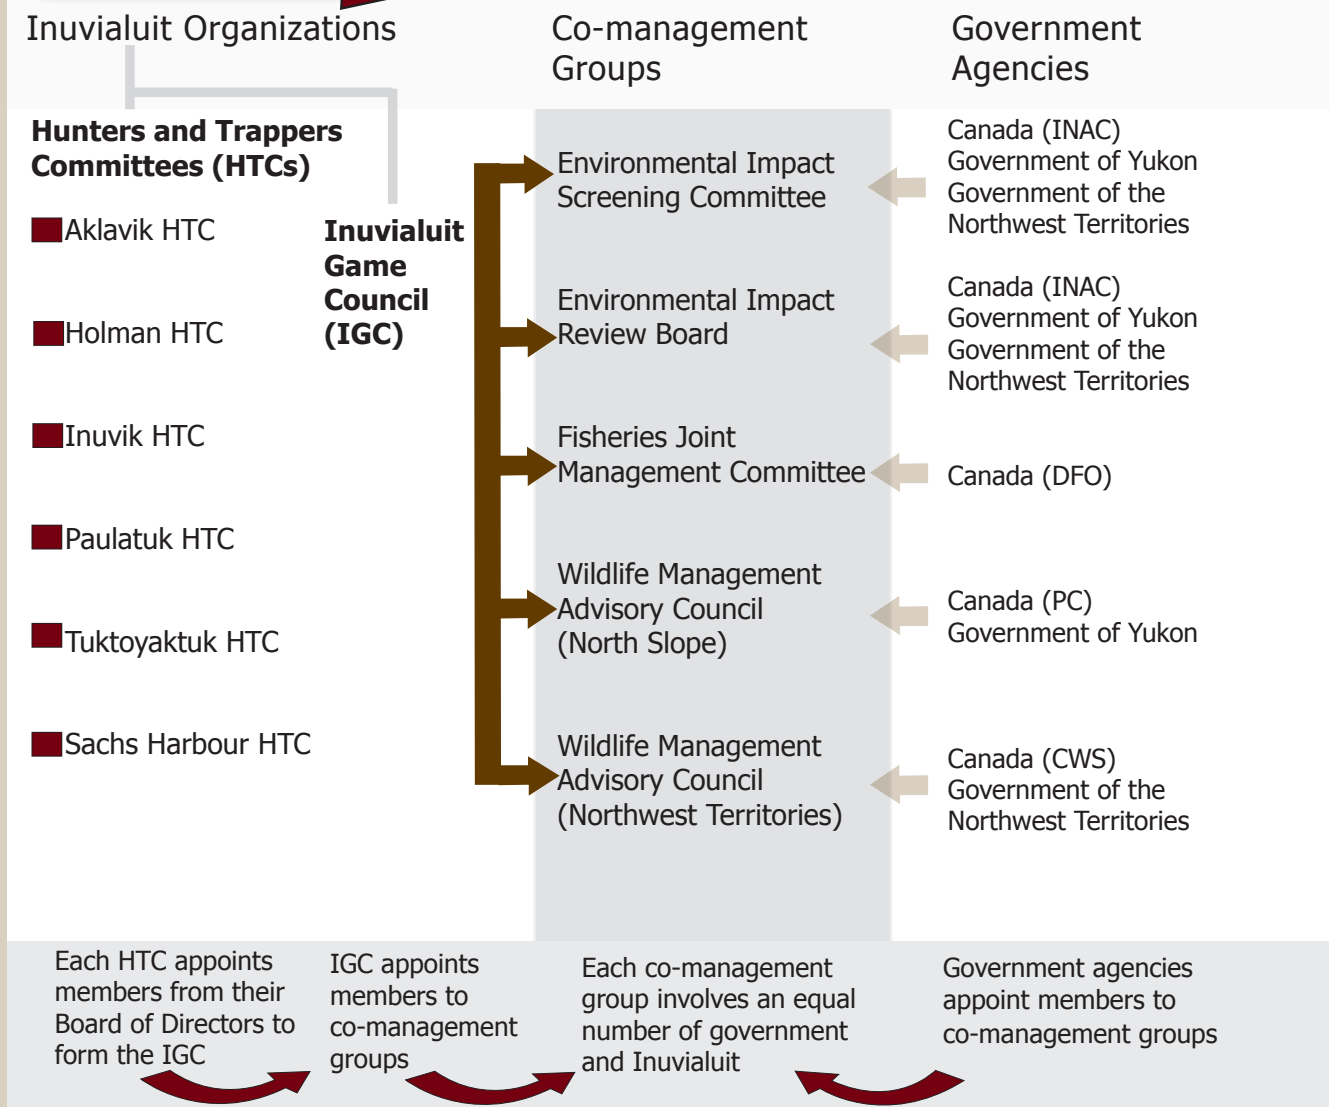 Inuvialuit Organizations
Co-management
Groups
Government
Agencies
Hunters and Trappers
Committees (HTCs)
Aklavik HTC
Holman HTC
Inuvik HTC
Paulatuk HTC
Tuktoyaktuk HTC
Sachs Harbour HTC
Inuvialuit
Game
Council
(IGC)
Environmental Impact
Screening Committee
Environmental Impact
Review Board
Fisheries Joint
Management Committee
Wildlife Management
Advisory Council
(North Slope)
Wildlife Management
Advisory Council
(Northwest Territories)
Canada (INAC)
Government of Yukon
Government of the
Northwest Territories
Canada (INAC)
Government of Yukon
Government of the
Northwest Territories
Canada (DFO)
Canada (PC)
Government of Yukon
Canada (CWS)
Government of the
Northwest Territories
Each HTC appoints
members from their
Board of Directors to
form the IGC
IGC appoints
members to
co-management
groups
Each co-management
group involves an equal
number of government
and Inuvialuit
Government agencies
appoint members to
co-management groups